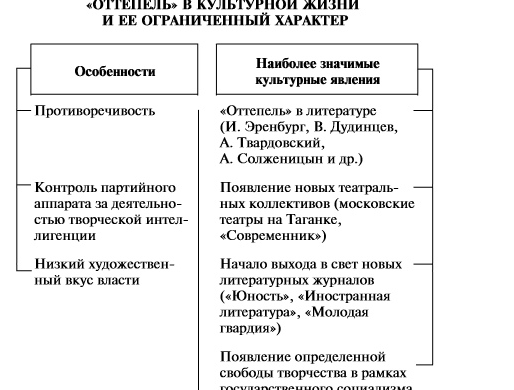 «ОТТЕПЕЛЬ» В КУЛЬТУРНОЙ ЖИЗНИ
И ЕЕ ОГРАНИЧЕННЫЙ ХАРАКТЕР
Особенности
Противоречивость
Контроль партийного
аппарата за деятельно-
стью творческой интел-
лигенции
Низкий художествен-
ный вкус власти
Наиболее значимые
культурные явления
«Оттепель» в литературе
(И. Эренбург, В. Дудинцев,
А. Твардовский,
А. Солженицын и др.)
Появление новых театраль-
ных коллективов (московские
театры на Таганке,
«Современник»)
Начало выхода в свет новых
литературных журналов
(«Юность», «Иностранная
литература», «Молодая
гвардия»)
Появление определенной
свободы творчества в рамках
государственного социализма